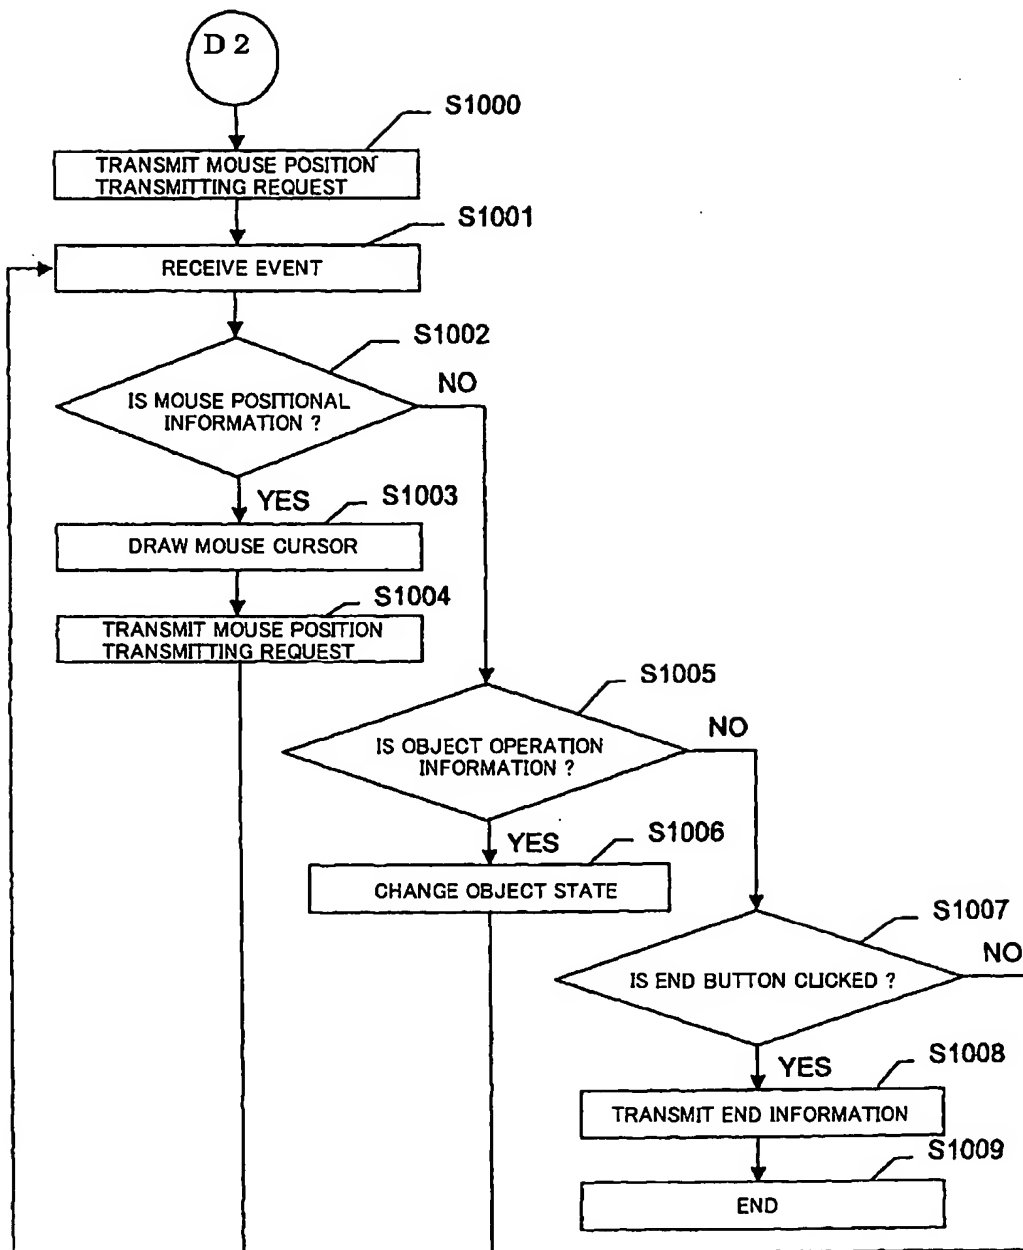 D 2
S1000
TRANSMIT MOUSE POSITION
TRANSMITTING REQUEST
S1001
RECEIVE EVENT
S1002
IS MOUSE POSITIONAL
INFORMATION ?
NO
YES
S1003
DRAW MOUSE CURSOR
S1004
TRANSMIT MOUSE POSITION
TRANSMITTING REQUEST
S1005
IS OBJECT OPERATION
INFORMATION ?
NO
YES
S1006
CHANGE OBJECT STATE
S1007
IS END BUTTON CLICKED ?
NO
YES
S1008
TRANSMIT END INFORMATION
S1009
END